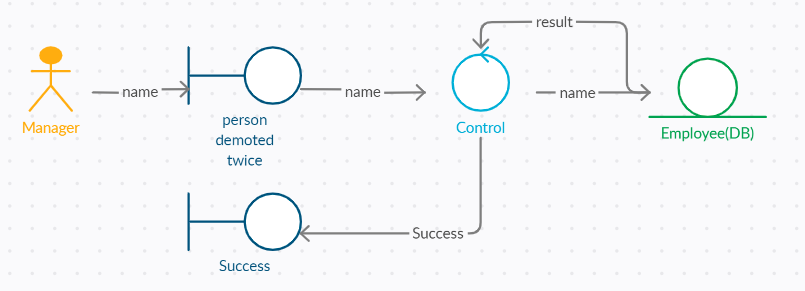 result
name
name
name
Manager
person
demoted
twice
Control
Employee(DB)
Success
Success